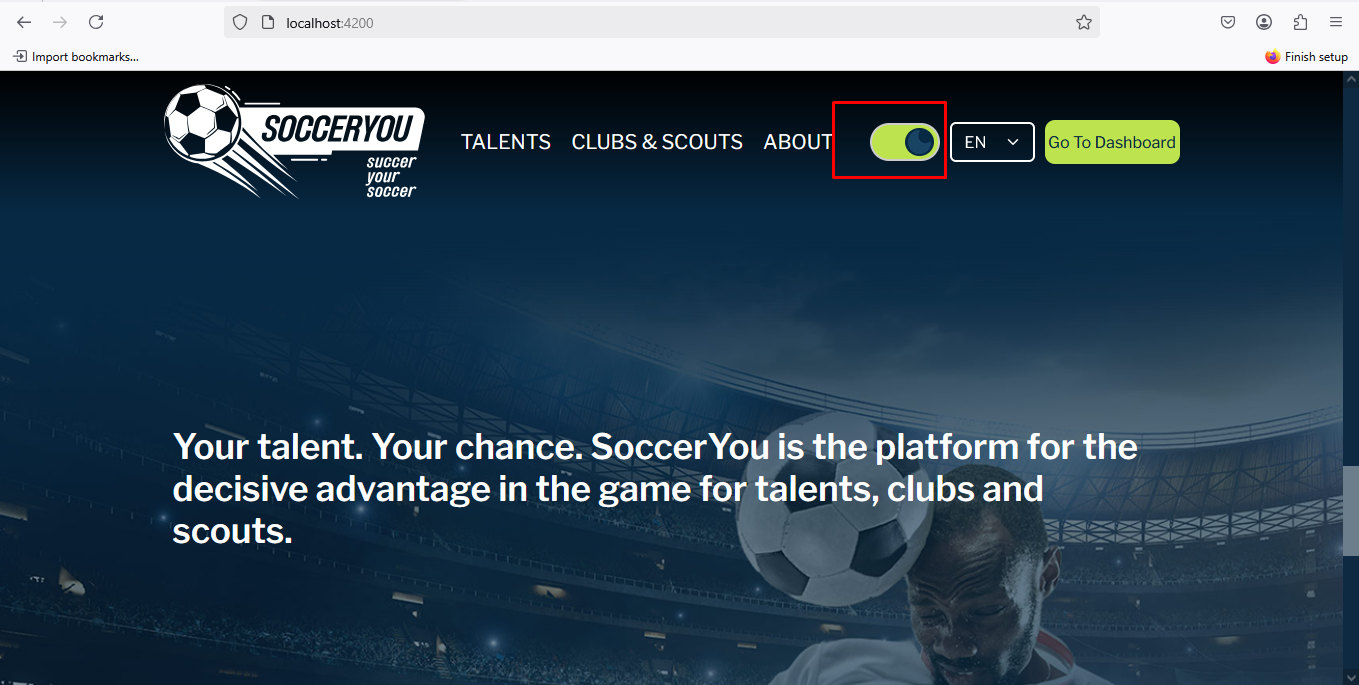 localhost:4200
Import bookmarks...
Finish setup
SOCCERYOU
succer
your
soccer
TALENTS CLUBS & SCOUTS ABOUT EN Go To Dashboard
Your talent. Your chance. SoccerYou is the platform for the
decisive advantage in the game for talents, clubs and
scouts.